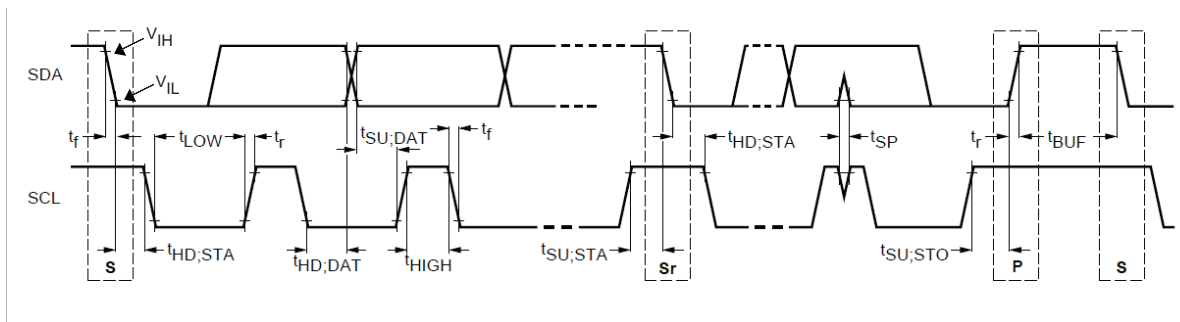 VIH
SDA
VIL
tf tLOW tr tSU;DAT tf tHD;STA tSP tr tBUF
SCL
tHD;STA tHD;DAT tHIGH tSU;STA tSU;STO
S Sr P S